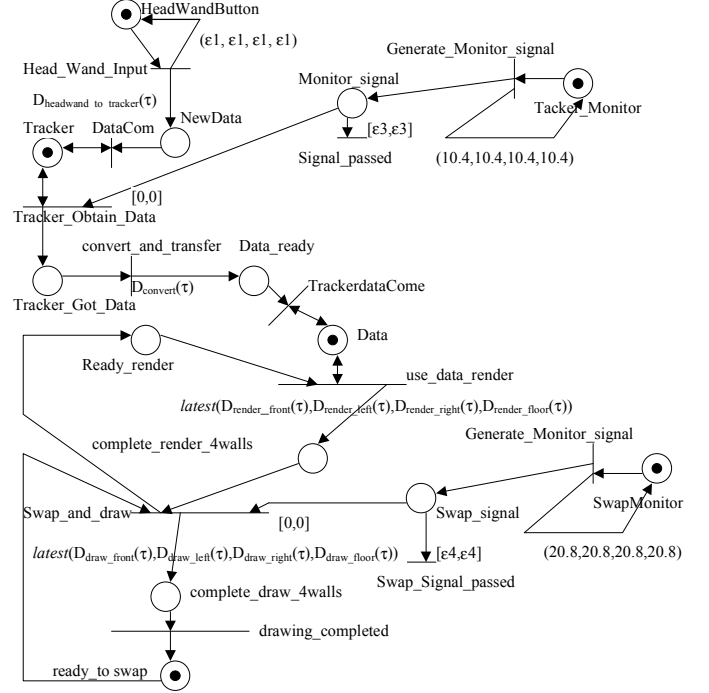 HeadWandButton
(ε1, ε1, ε1, ε1)
Generate_Monitor_signal
Head_Wand_Input
Monitor_signal
Tacker_Monitor
D headwand to tracker(τ)
NewData
Tracker
DataCom
[ε3,ε3]
Signal_passed
(10.4,10.4,10.4,10.4)
[0,0]
Tracker_Obtain_Data
convert_and_transfer
Data_ready
Dconvert(τ)
TrackerdataCome
Tracker_Got_Data
Data
Ready_render
use_data_render
latest(Drender_front(τ),Drender_left(τ),Drender_right(τ),Drender_floor(τ))
complete_render_4walls
Generate_Monitor_signal
SwapMonitor
Swap_and_draw
Swap_signal
[0,0]
(20.8,20.8,20.8,20.8)
latest(Ddraw_front(τ),Ddraw_left(τ),Ddraw_right(τ),Ddraw_floor(τ))
[ε4,ε4]
Swap_Signal_passed
complete_draw_4walls
drawing_completed
ready_to swap